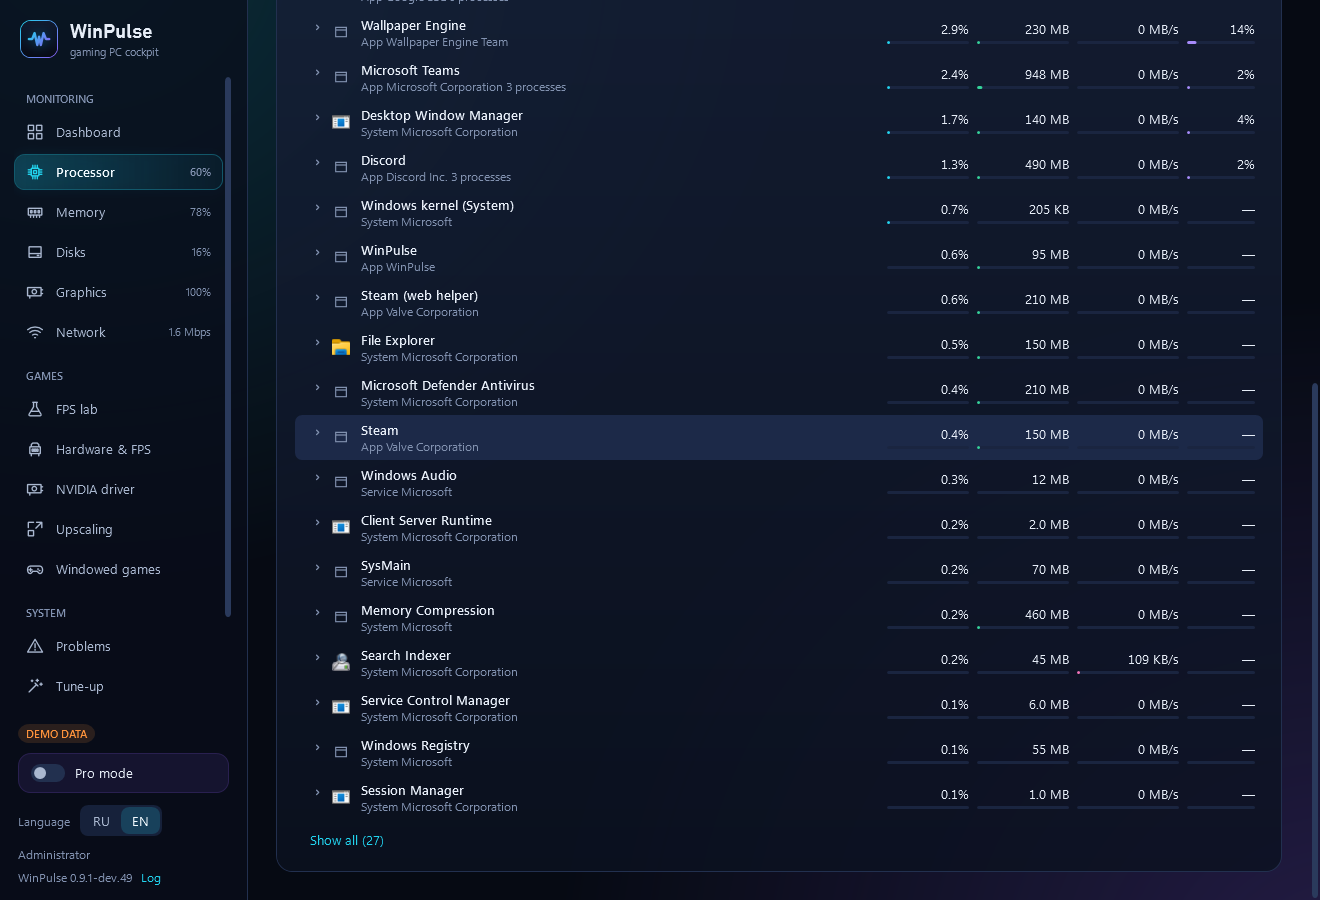 WinPulse
gaming PC cockpit
MONITORING
Dashboard
Processor 60%
Memory 78%
Disks 16%
Graphics 100%
Network 1.6 Mbps
GAMES
FPS lab
Hardware & FPS
NVIDIA driver
Upscaling
Windowed games
SYSTEM
Problems
Tune-up
DEMO DATA
Pro mode
Language RU EN
Administrator
WinPulse 0.9.1-dev.49 Log
Wallpaper Engine 2.9% 230 MB 0 MB/s 14%
App Wallpaper Engine Team
Microsoft Teams 2.4% 948 MB 0 MB/s 2%
App Microsoft Corporation 3 processes
Desktop Window Manager 1.7% 140 MB 0 MB/s 4%
System Microsoft Corporation
Discord 1.3% 490 MB 0 MB/s 2%
App Discord Inc. 3 processes
Windows kernel (System) 0.7% 205 KB 0 MB/s —
System Microsoft
WinPulse 0.6% 95 MB 0 MB/s —
App WinPulse
Steam (web helper) 0.6% 210 MB 0 MB/s —
App Valve Corporation
File Explorer 0.5% 150 MB 0 MB/s —
System Microsoft Corporation
Microsoft Defender Antivirus 0.4% 210 MB 0 MB/s —
System Microsoft Corporation
Steam 0.4% 150 MB 0 MB/s —
App Valve Corporation
Windows Audio 0.3% 12 MB 0 MB/s —
Service Microsoft
Client Server Runtime 0.2% 2.0 MB 0 MB/s —
System Microsoft Corporation
SysMain 0.2% 70 MB 0 MB/s —
Service Microsoft
Memory Compression 0.2% 460 MB 0 MB/s —
System Microsoft
Search Indexer 0.2% 45 MB 109 KB/s —
System Microsoft Corporation
Service Control Manager 0.1% 6.0 MB 0 MB/s —
System Microsoft Corporation
Windows Registry 0.1% 55 MB 0 MB/s —
System Microsoft
Session Manager 0.1% 1.0 MB 0 MB/s —
System Microsoft Corporation
Show all (27)